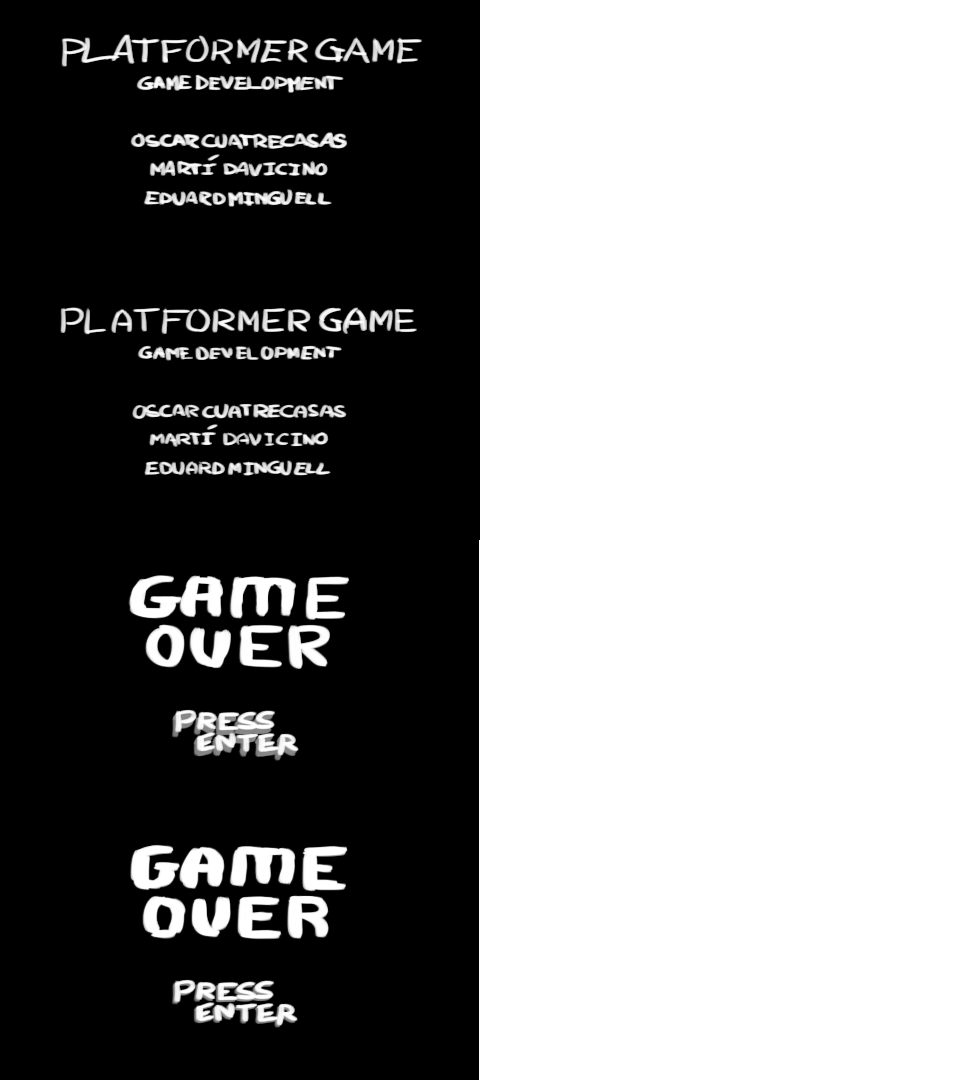 PLATFORMER GAME
GAME DEVELOPMENT
OSCAR CUATRECASAS
MARTÍ DAVICINO
EDUARD MINGUELL
PLATFORMER GAME
GAME DEVELOPMENT
OSCAR CUATRECASAS
MARTÍ DAVICINO
EDUARD MINGUELL
GAME
OVER
PRESS
ENTER
GAME
OVER
PRESS
ENTER